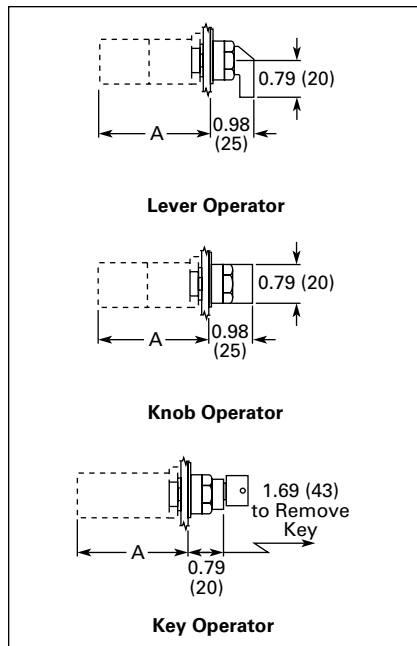 0.79 (20)
A
0.98
(25)
Lever Operator
0.79 (20)
A
0.98
(25)
Knob Operator
1.69 (43)
to Remove
Key
A
0.79
(20)
Key Operator